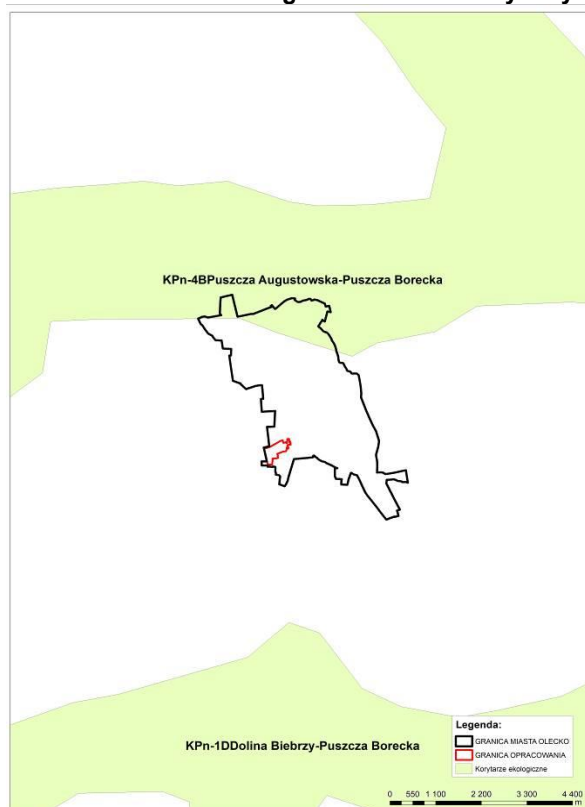 KPn-4BPuszcza Augustowska-Puszcza Borecka
KPn-1DDolina Biebrzy-Puszcza Borecka
Legenda:
GRANICA MIASTA OLECKO
GRANICA OPRACOWANIA
Korytarze ekologiczne
0 550 1 100 2 200 3 300 4 400
m